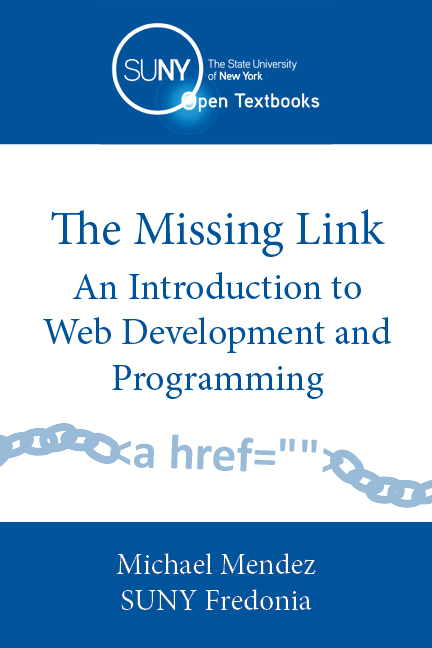 SUNY
The State University
of New York
Open Textbooks
The Missing Link
An Introduction to
Web Development and
Programming
<a href="">
Michael Mendez
SUNY Fredonia